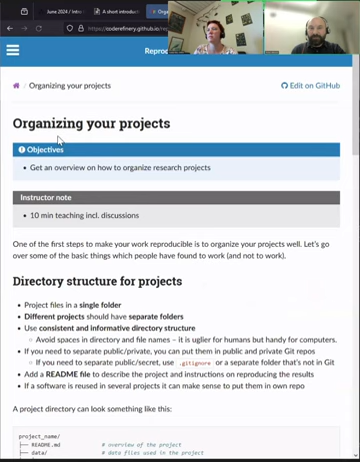 June 2024 / Intro
A short introduc
Orga
https://coderefinery.github.io/re
Repro
Organizing your projects
Edit on GitHub
Organizing your projects
Objectives
• Get an overview on how to organize research projects
Instructor note
• 10 min teaching incl. discussions
One of the first steps to make your work reproducible is to organize your projects well. Let's go
over some of the basic things which people have found to work (and not to work).
Directory structure for projects
• Project files in a single folder
• Different projects should have separate folders
• Use consistent and informative directory structure
◦ Avoid spaces in directory and file names – it is uglier for humans but handy for computers.
• If you need to separate public/private, you can put them in public and private Git repos
◦ If you need to separate public/secret, use .gitignore or a separate folder that's not in Git
• Add a README file to describe the project and instructions on reproducing the results
• If a software is reused in several projects it can make sense to put them in own repo
A project directory can look something like this:
project_name/
├── README.md # overview of the project
├── data/ # data files used in the project